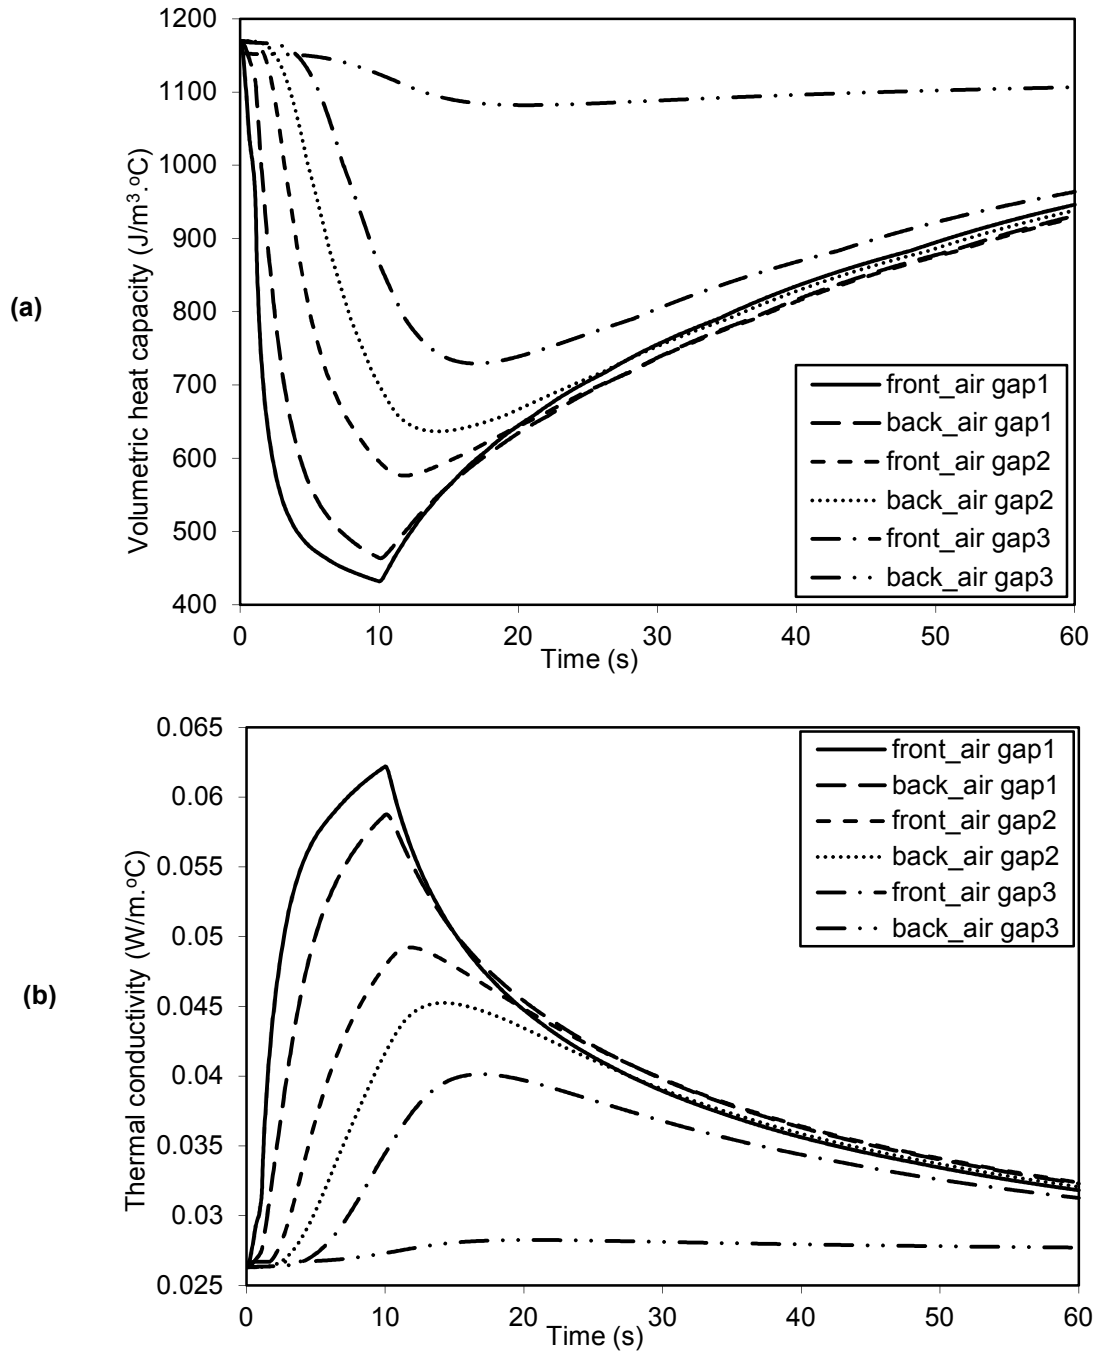 1200
1100
1000
900
800
700
600
500
400
Volumetric heat capacity (J/m³.ºC)
(a)
front_air gap1
back_air gap1
front_air gap2
back_air gap2
front_air gap3
back_air gap3
0 10 20 30 40 50 60
Time (s)
0.065
0.06
0.055
0.05
0.045
0.04
0.035
0.03
0.025
Thermal conductivity (W/m.ºC)
(b)
front_air gap1
back_air gap1
front_air gap2
back_air gap2
front_air gap3
back_air gap3
0 10 20 30 40 50 60
Time (s)